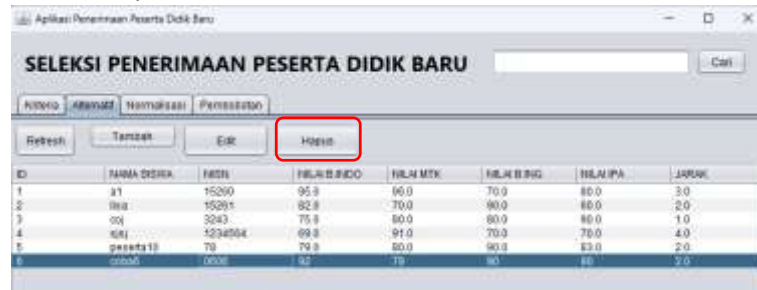 Aplikasi Penerimaan Peserta Didik Baru
SELEKSI PENERIMAAN PESERTA DIDIK BARU
Cari
Kriteria Alternatif Normalisasi Pembobotan
Refresh Tambah Edit Hapus
ID NAMA SISWA NISN NILAI B.INDO NILAI MTK NILAI B.ING NILAI IPA JARAK
1 a1 15260 95.0 96.0 70.0 80.0 3.0
2 15261 82.0 70.0 90.0 80.0 2.0
3 3243 75.0 80.0 80.0 90.0 1.0
4 1234564 69.0 91.0 70.0 70.0 4.0
5 peserta10 78 79.0 80.0 90.0 83.0 2.0
6 92 79 90 80 2.0